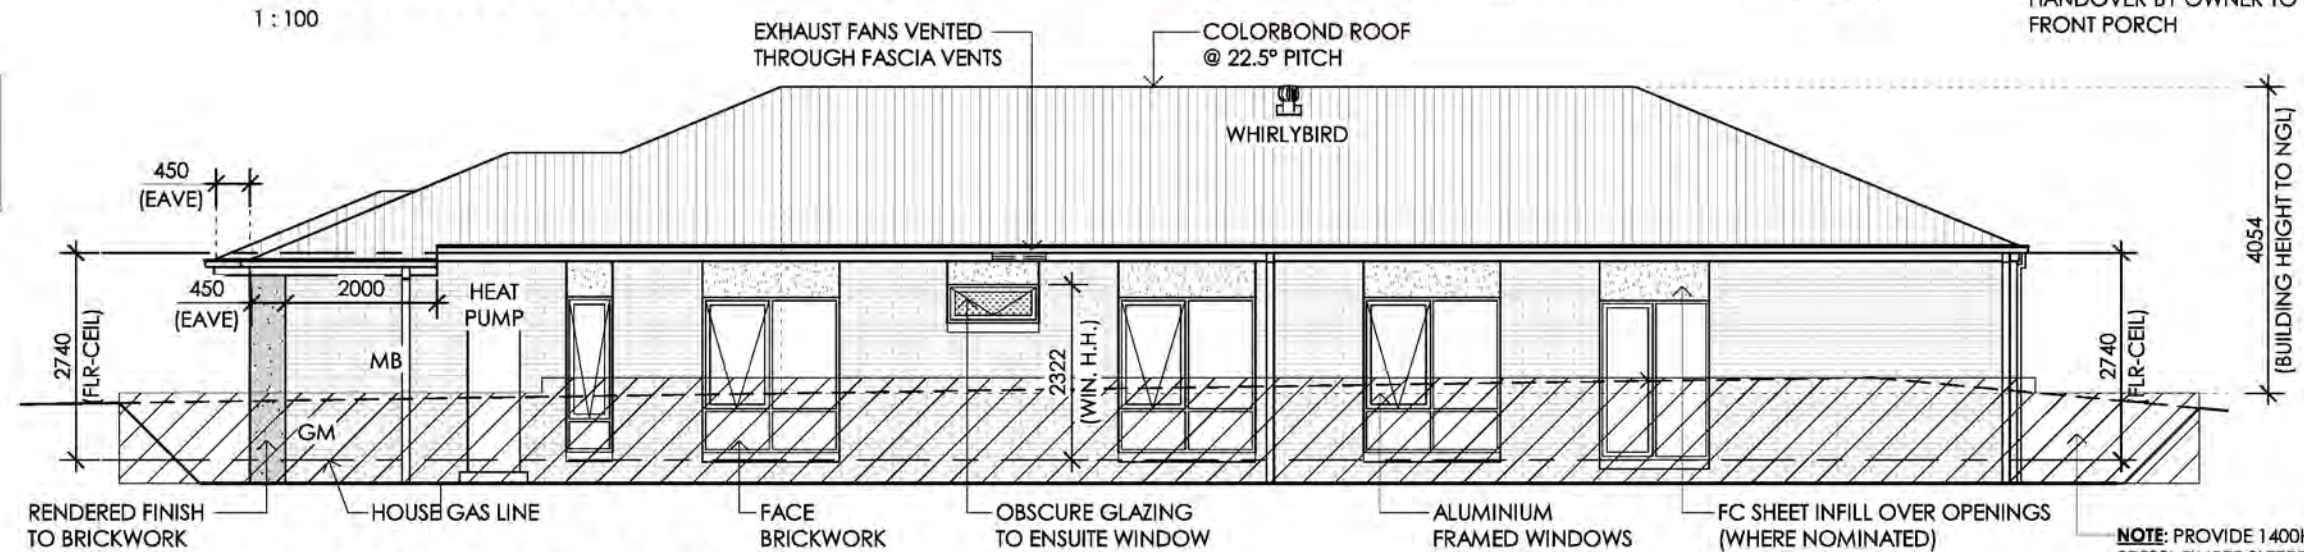 1 : 100
HANDOVER BY OWNER TO
FRONT PORCH
EXHAUST FANS VENTED
THROUGH FASCIA VENTS
COLORBOND ROOF
@ 22.5° PITCH
WHIRLYBIRD
450
(EAVE)
450
(EAVE)
2000
HEAT
PUMP
MB
GM
2740
(FLR-CEIL)
2322
(WIN. H.H.)
2740
(FLR-CEIL)
4054
(BUILDING HEIGHT TO NGL)
RENDERED FINISH
TO BRICKWORK
HOUSE GAS LINE
FACE
BRICKWORK
OBSCURE GLAZING
TO ENSUITE WINDOW
ALUMINIUM
FRAMED WINDOWS
FC SHEET INFILL OVER OPENINGS
(WHERE NOMINATED)
NOTE: PROVIDE 1400H